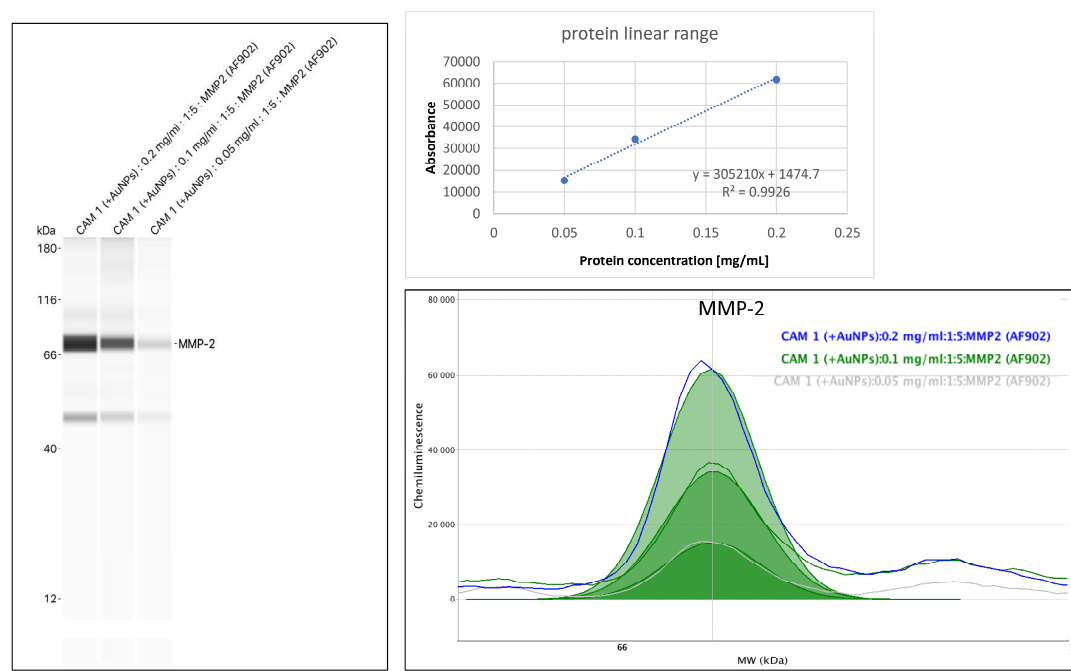 CAM 1 (+AuNPs) : 0.2 mg/ml : 1:5 : MMP2 (AF902)
CAM 1 (+AuNPs) : 0.1 mg/ml : 1:5 : MMP2 (AF902)
CAM 1 (+AuNPs) : 0.05 mg/ml : 1:5 : MMP2 (AF902)
kDa
180-
116-
-MMP-2
66-
40-
12-
protein linear range
70000
60000
50000
40000
30000
20000
10000
0
Absorbance
y = 305210x + 1474.7
R² = 0.9926
0 0.05 0.1 0.15 0.2 0.25
Protein concentration [mg/mL]
MMP-2
80 000
60 000
40 000
20 000
0
Chemiluminescence
CAM 1 (+AuNPs):0.2 mg/ml:1:5:MMP2 (AF902)
CAM 1 (+AuNPs):0.1 mg/ml:1:5:MMP2 (AF902)
CAM 1 (+AuNPs):0.05 mg/ml:1:5:MMP2 (AF902)
66
MW (kDa)